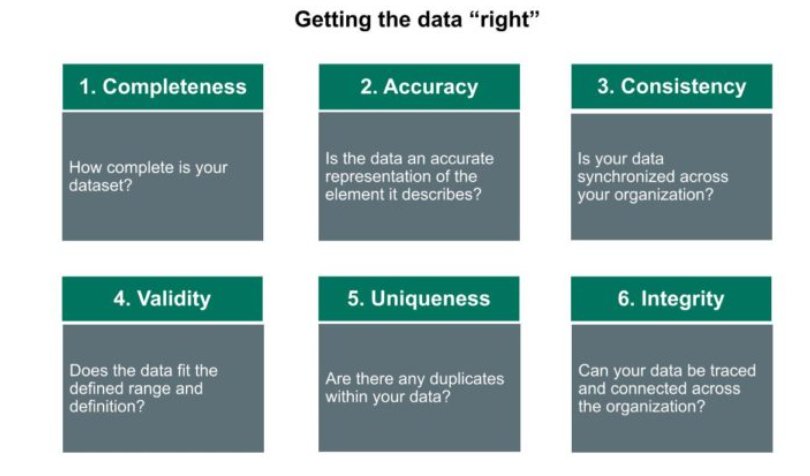 Getting the data “right”
1. Completeness
How complete is your
dataset?
2. Accuracy
Is the data an accurate
representation of the
element it describes?
3. Consistency
Is your data
synchronized across
your organization?
4. Validity
Does the data fit the
defined range and
definition?
5. Uniqueness
Are there any duplicates
within your data?
6. Integrity
Can your data be traced
and connected across
the organization?